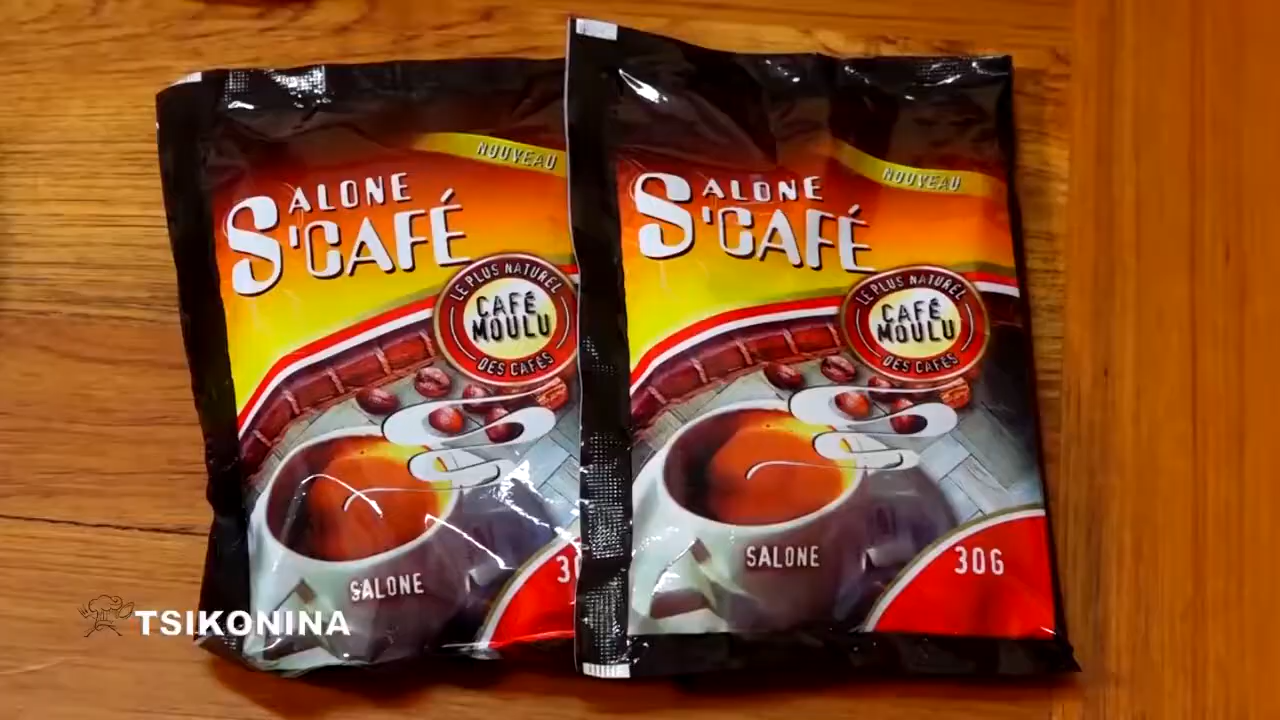 NOUVEAU
SALONE
S'CAFÉ
LE PLUS NATUREL
CAFÉ
MOULU
DES CAFÉS
SALONE
NOUVEAU
SALONE
S'CAFÉ
LE PLUS NATUREL
CAFÉ
MOULU
DES CAFÉS
SALONE
30G
TSIKONINA